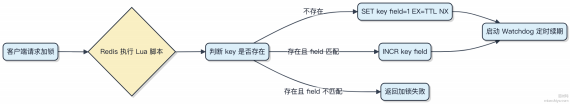 客户端请求加锁
Redis 执行 Lua 脚本
判断 key 是否存在
不存在
SET key field=1 EX=TTL NX
存在且 field 匹配
INCR key field
启动 Watchdog 定时续期
存在且 field 不匹配
返回加锁失败